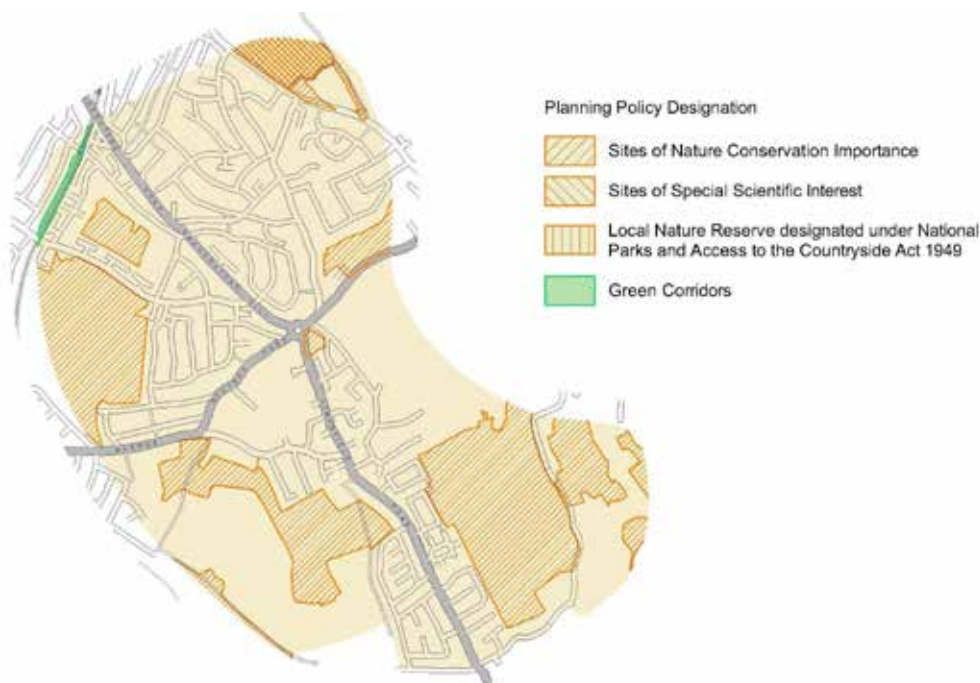 Planning Policy Designation
Sites of Nature Conservation Importance
Sites of Special Scientific Interest
Local Nature Reserve designated under National
Parks and Access to the Countryside Act 1949
Green Corridors